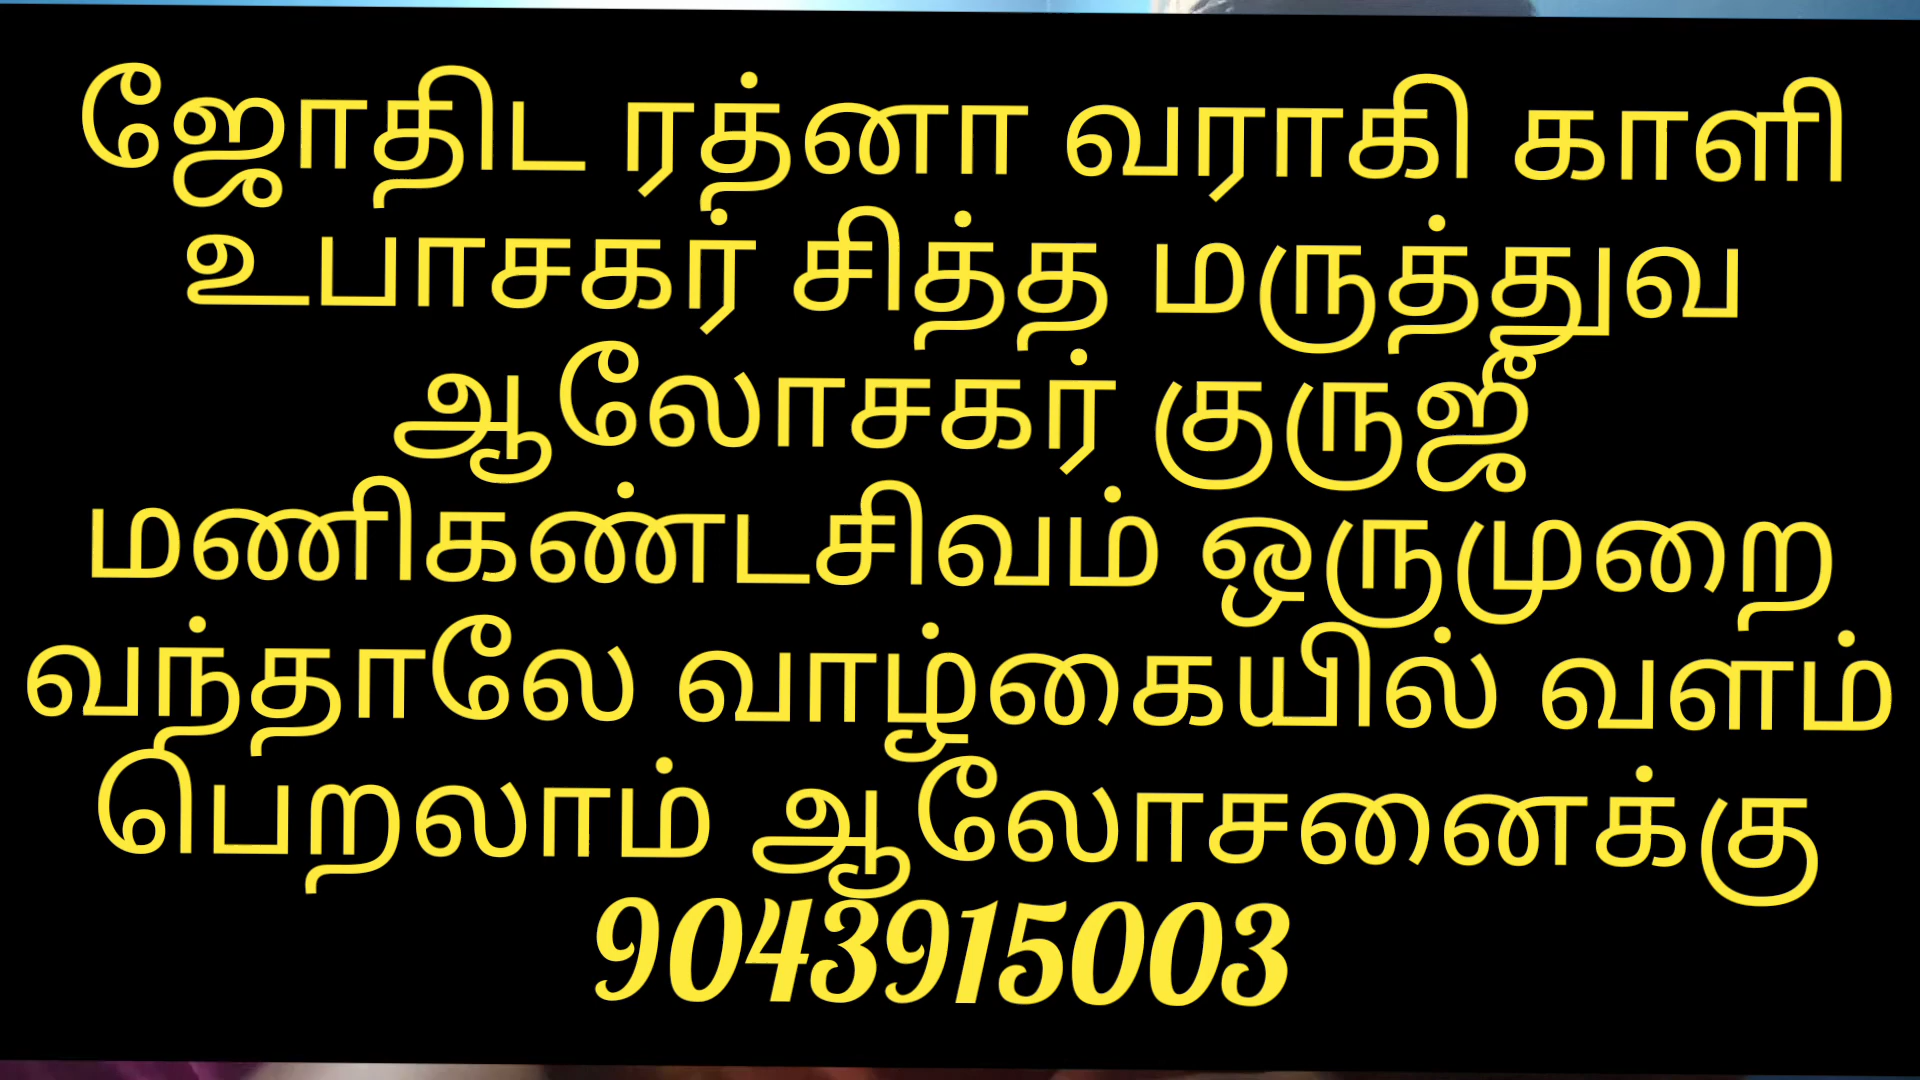 ஜோதிட ரத்னா வராகி காளி
உபாசகர் சித்த மருத்துவ
ஆலோசகர் குருஜீ
மணிகண்டசிவம் ஒருமுறை
வந்தாலே வாழ்கையில் வளம்
பெறலாம் ஆலோசனைக்கு
9043915003